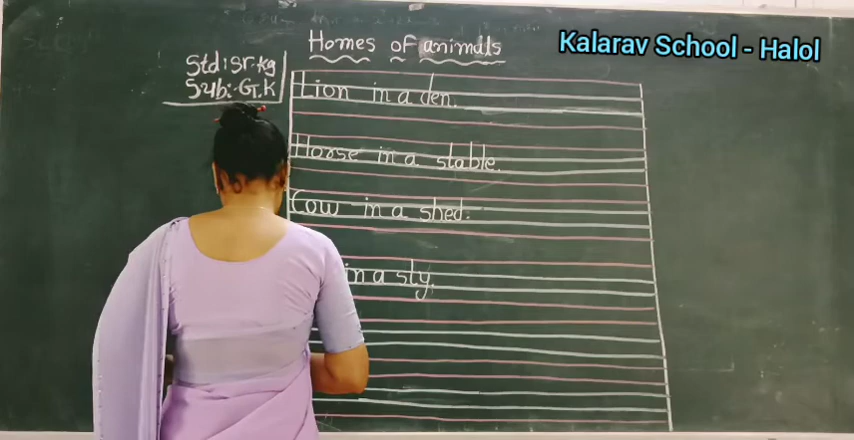 Homes of animals
Kalarav School - Halol
Std:Sr.kg
Sub:-G.K
Lion in a den.
Horse in a stable.
Cow in a shed.
in a sty.